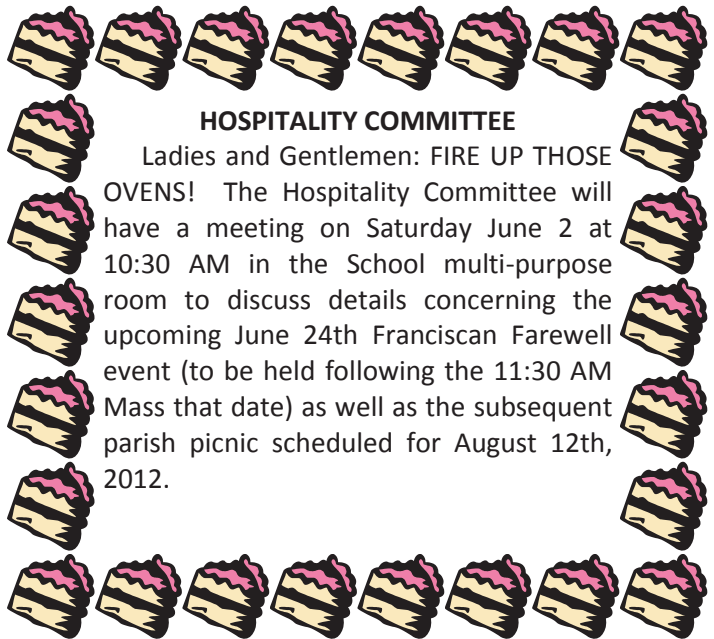 HOSPITALITY COMMITTEE
Ladies and Gentlemen: FIRE UP THOSE
OVENS! The Hospitality Committee will
have a meeting on Saturday June 2 at
10:30 AM in the School multi-purpose
room to discuss details concerning the
upcoming June 24th Franciscan Farewell
event (to be held following the 11:30 AM
Mass that date) as well as the subsequent
parish picnic scheduled for August 12th,
2012.